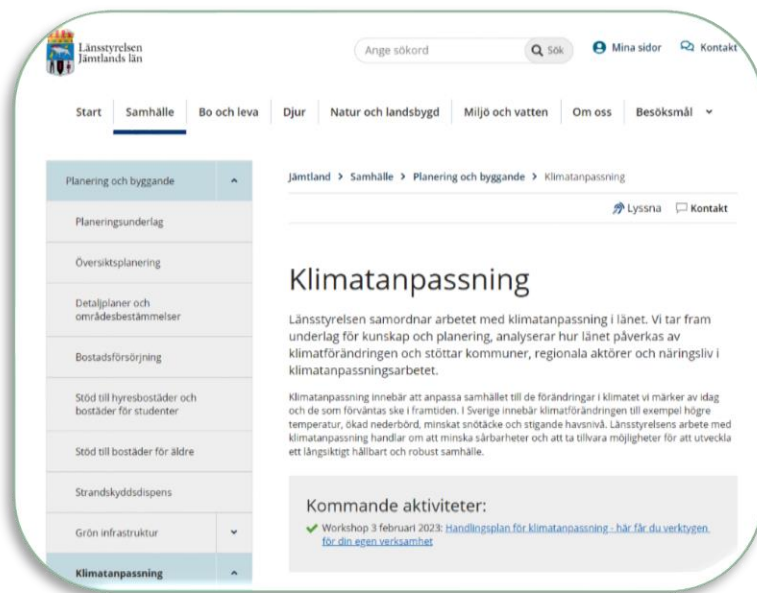 Länsstyrelsen
Jämtlands län
Ange sökord
Sök
Mina sidor
Kontakt
Start
Samhälle
Bo och leva
Djur
Natur och landsbygd
Miljö och vatten
Om oss
Besöksmål
Planering och byggande
Planeringsunderlag
Översiktsplanering
Detaljplaner och
områdesbestämmelser
Bostadsförsörjning
Stöd till hyresbostäder och
bostäder för studenter
Stöd till bostäder för äldre
Strandskyddsdispens
Grön infrastruktur
Klimatanpassning
Jämtland > Samhälle > Planering och byggande > Klimatanpassning
Lyssna
Kontakt
Klimatanpassning
Länsstyrelsen samordnar arbetet med klimatanpassning i länet. Vi tar fram
underlag för kunskap och planering, analyserar hur länet påverkas av
klimatförändringen och stöttar kommuner, regionala aktörer och näringsliv i
klimatanpassningsarbetet.
Klimatanpassning innebär att anpassa samhället till de förändringar i klimatet vi märker av idag
och de som förväntas ske i framtiden. I Sverige innebär klimatförändringen till exempel högre
temperatur, ökad nederbörd, minskat snötäcke och stigande havsnivå. Länsstyrelsens arbete med
klimatanpassning handlar om att minska sårbarheter och att ta tillvara möjligheter för att utveckla
ett långsiktigt hållbart och robust samhälle.
Kommande aktiviteter:
Workshop 3 februari 2023: Handlingsplan för klimatanpassning - här får du verktygen
för din egen verksamhet